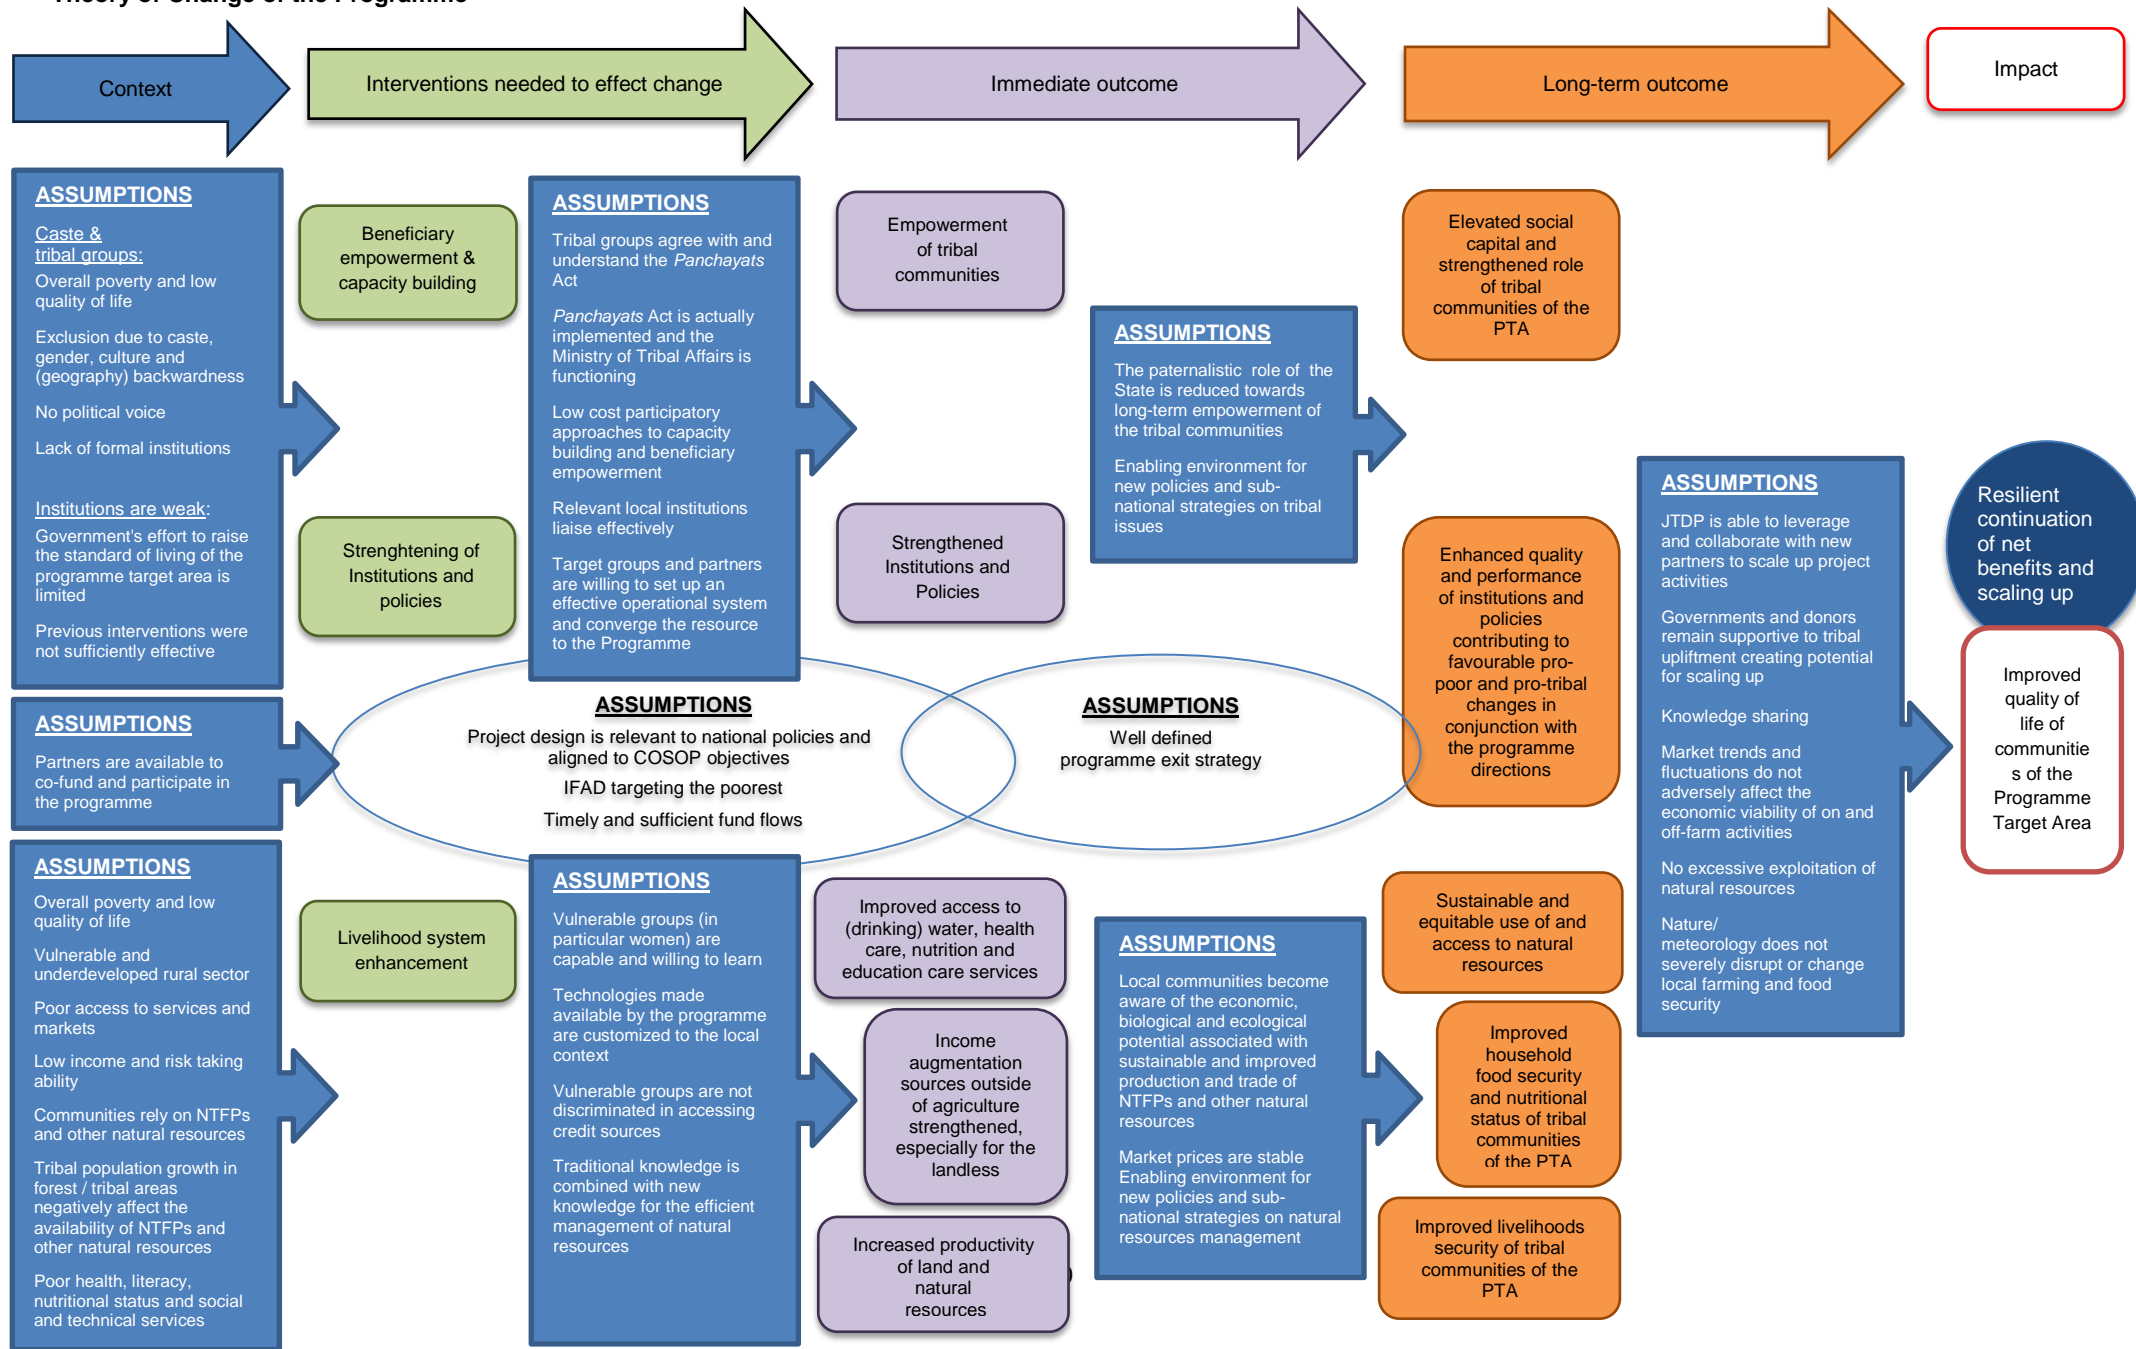 Theory of Change of the Programme
Context
Interventions needed to effect change
Immediate outcome
Long-term outcome
Impact
ASSUMPTIONS
Caste &
tribal groups:
Overall poverty and low
quality of life
Exclusion due to caste,
gender, culture and
(geography) backwardness
No political voice
Lack of formal institutions
Institutions are weak:
Government's effort to raise
the standard of living of the
programme target area is
limited
Previous interventions were
not sufficiently effective
ASSUMPTIONS
Partners are available to
co-fund and participate in
the programme
ASSUMPTIONS
Overall poverty and low
quality of life
Vulnerable and
underdeveloped rural sector
Poor access to services and
markets
Low income and risk taking
ability
Communities rely on NTFPs
and other natural resources
Tribal population growth in
forest / tribal areas
negatively affect the
availability of NTFPs and
other natural resources
Poor health, literacy,
nutritional status and social
and technical services
Beneficiary
empowerment &
capacity building
Strenghtening of
Institutions and
policies
Livelihood system
enhancement
ASSUMPTIONS
Tribal groups agree with and
understand the Panchayats
Act
Panchayats Act is actually
implemented and the
Ministry of Tribal Affairs is
functioning
Low cost participatory
approaches to capacity
building and beneficiary
empowerment
Relevant local institutions
liaise effectively
Target groups and partners
are willing to set up an
effective operational system
and converge the resource
to the Programme
ASSUMPTIONS
Project design is relevant to national policies and
aligned to COSOP objectives
IFAD targeting the poorest
Timely and sufficient fund flows
ASSUMPTIONS
Vulnerable groups (in
particular women) are
capable and willing to learn
Technologies made
available by the programme
are customized to the local
context
Vulnerable groups are not
discriminated in accessing
credit sources
Traditional knowledge is
combined with new
knowledge for the efficient
management of natural
resources
Empowerment
of tribal
communities
Strengthened
Institutions and
Policies
ASSUMPTIONS
Well defined
programme exit strategy
Improved access to
(drinking) water, health
care, nutrition and
education care services
Income
augmentation
sources outside
of agriculture
strengthened,
especially for the
landless
Increased productivity
of land and
natural
resources
ASSUMPTIONS
The paternalistic role of the
State is reduced towards
long-term empowerment of
the tribal communities
Enabling environment for
new policies and sub-
national strategies on tribal
issues
ASSUMPTIONS
Local communities become
aware of the economic,
biological and ecological
potential associated with
sustainable and improved
production and trade of
NTFPs and other natural
resources
Market prices are stable
Enabling environment for
new policies and sub-
national strategies on natural
resources management
Elevated social
capital and
strengthened role
of tribal
communities of the
PTA
Enhanced quality
and performance
of institutions and
policies
contributing to
favourable pro-
poor and pro-tribal
changes in
conjunction with
the programme
directions
Sustainable and
equitable use of and
access to natural
resources
Improved
household
food security
and nutritional
status of tribal
communities
of the PTA
Improved livelihoods
security of tribal
communities of the
PTA
ASSUMPTIONS
JTDP is able to leverage
and collaborate with new
partners to scale up project
activities
Governments and donors
remain supportive to tribal
upliftment creating potential
for scaling up
Knowledge sharing
Market trends and
fluctuations do not
adversely affect the
economic viability of on and
off-farm activities
No excessive exploitation of
natural resources
Nature/
meteorology does not
severely disrupt or change
local farming and food
security
Resilient
continuation
of net
benefits and
scaling up
Improved
quality of
life of
communitie
s of the
Programme
Target Area